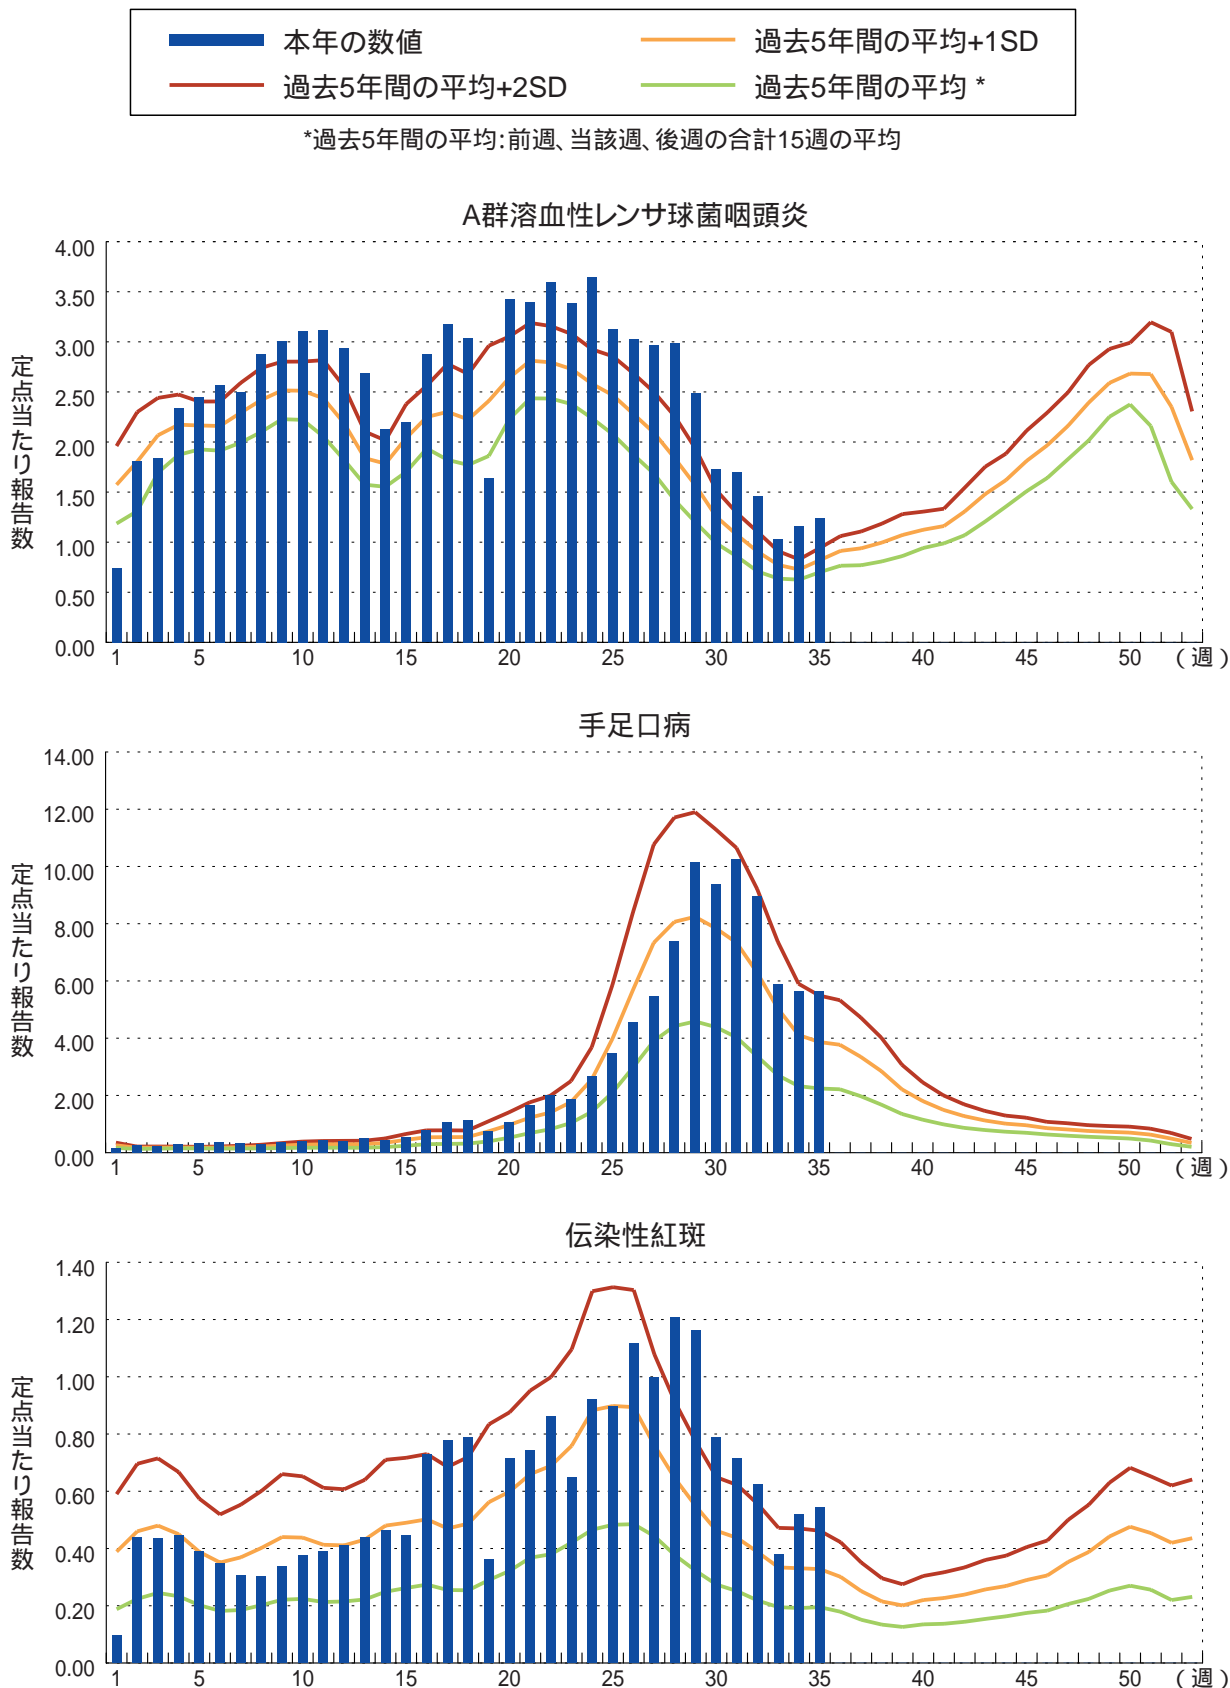 本年の数値
過去5年間の平均+1SD
過去5年間の平均+2SD
過去5年間の平均 *
*過去5年間の平均:前週、当該週、後週の合計15週の平均
A群溶血性レンサ球菌咽頭炎
定点当たり報告数
4.00
3.50
3.00
2.50
2.00
1.50
1.00
0.50
0.00
1 5 10 15 20 25 30 35 40 45 50 (週)
手足口病
定点当たり報告数
14.00
12.00
10.00
8.00
6.00
4.00
2.00
0.00
1 5 10 15 20 25 30 35 40 45 50 (週)
伝染性紅斑
定点当たり報告数
1.40
1.20
1.00
0.80
0.60
0.40
0.20
0.00
1 5 10 15 20 25 30 35 40 45 50 (週)